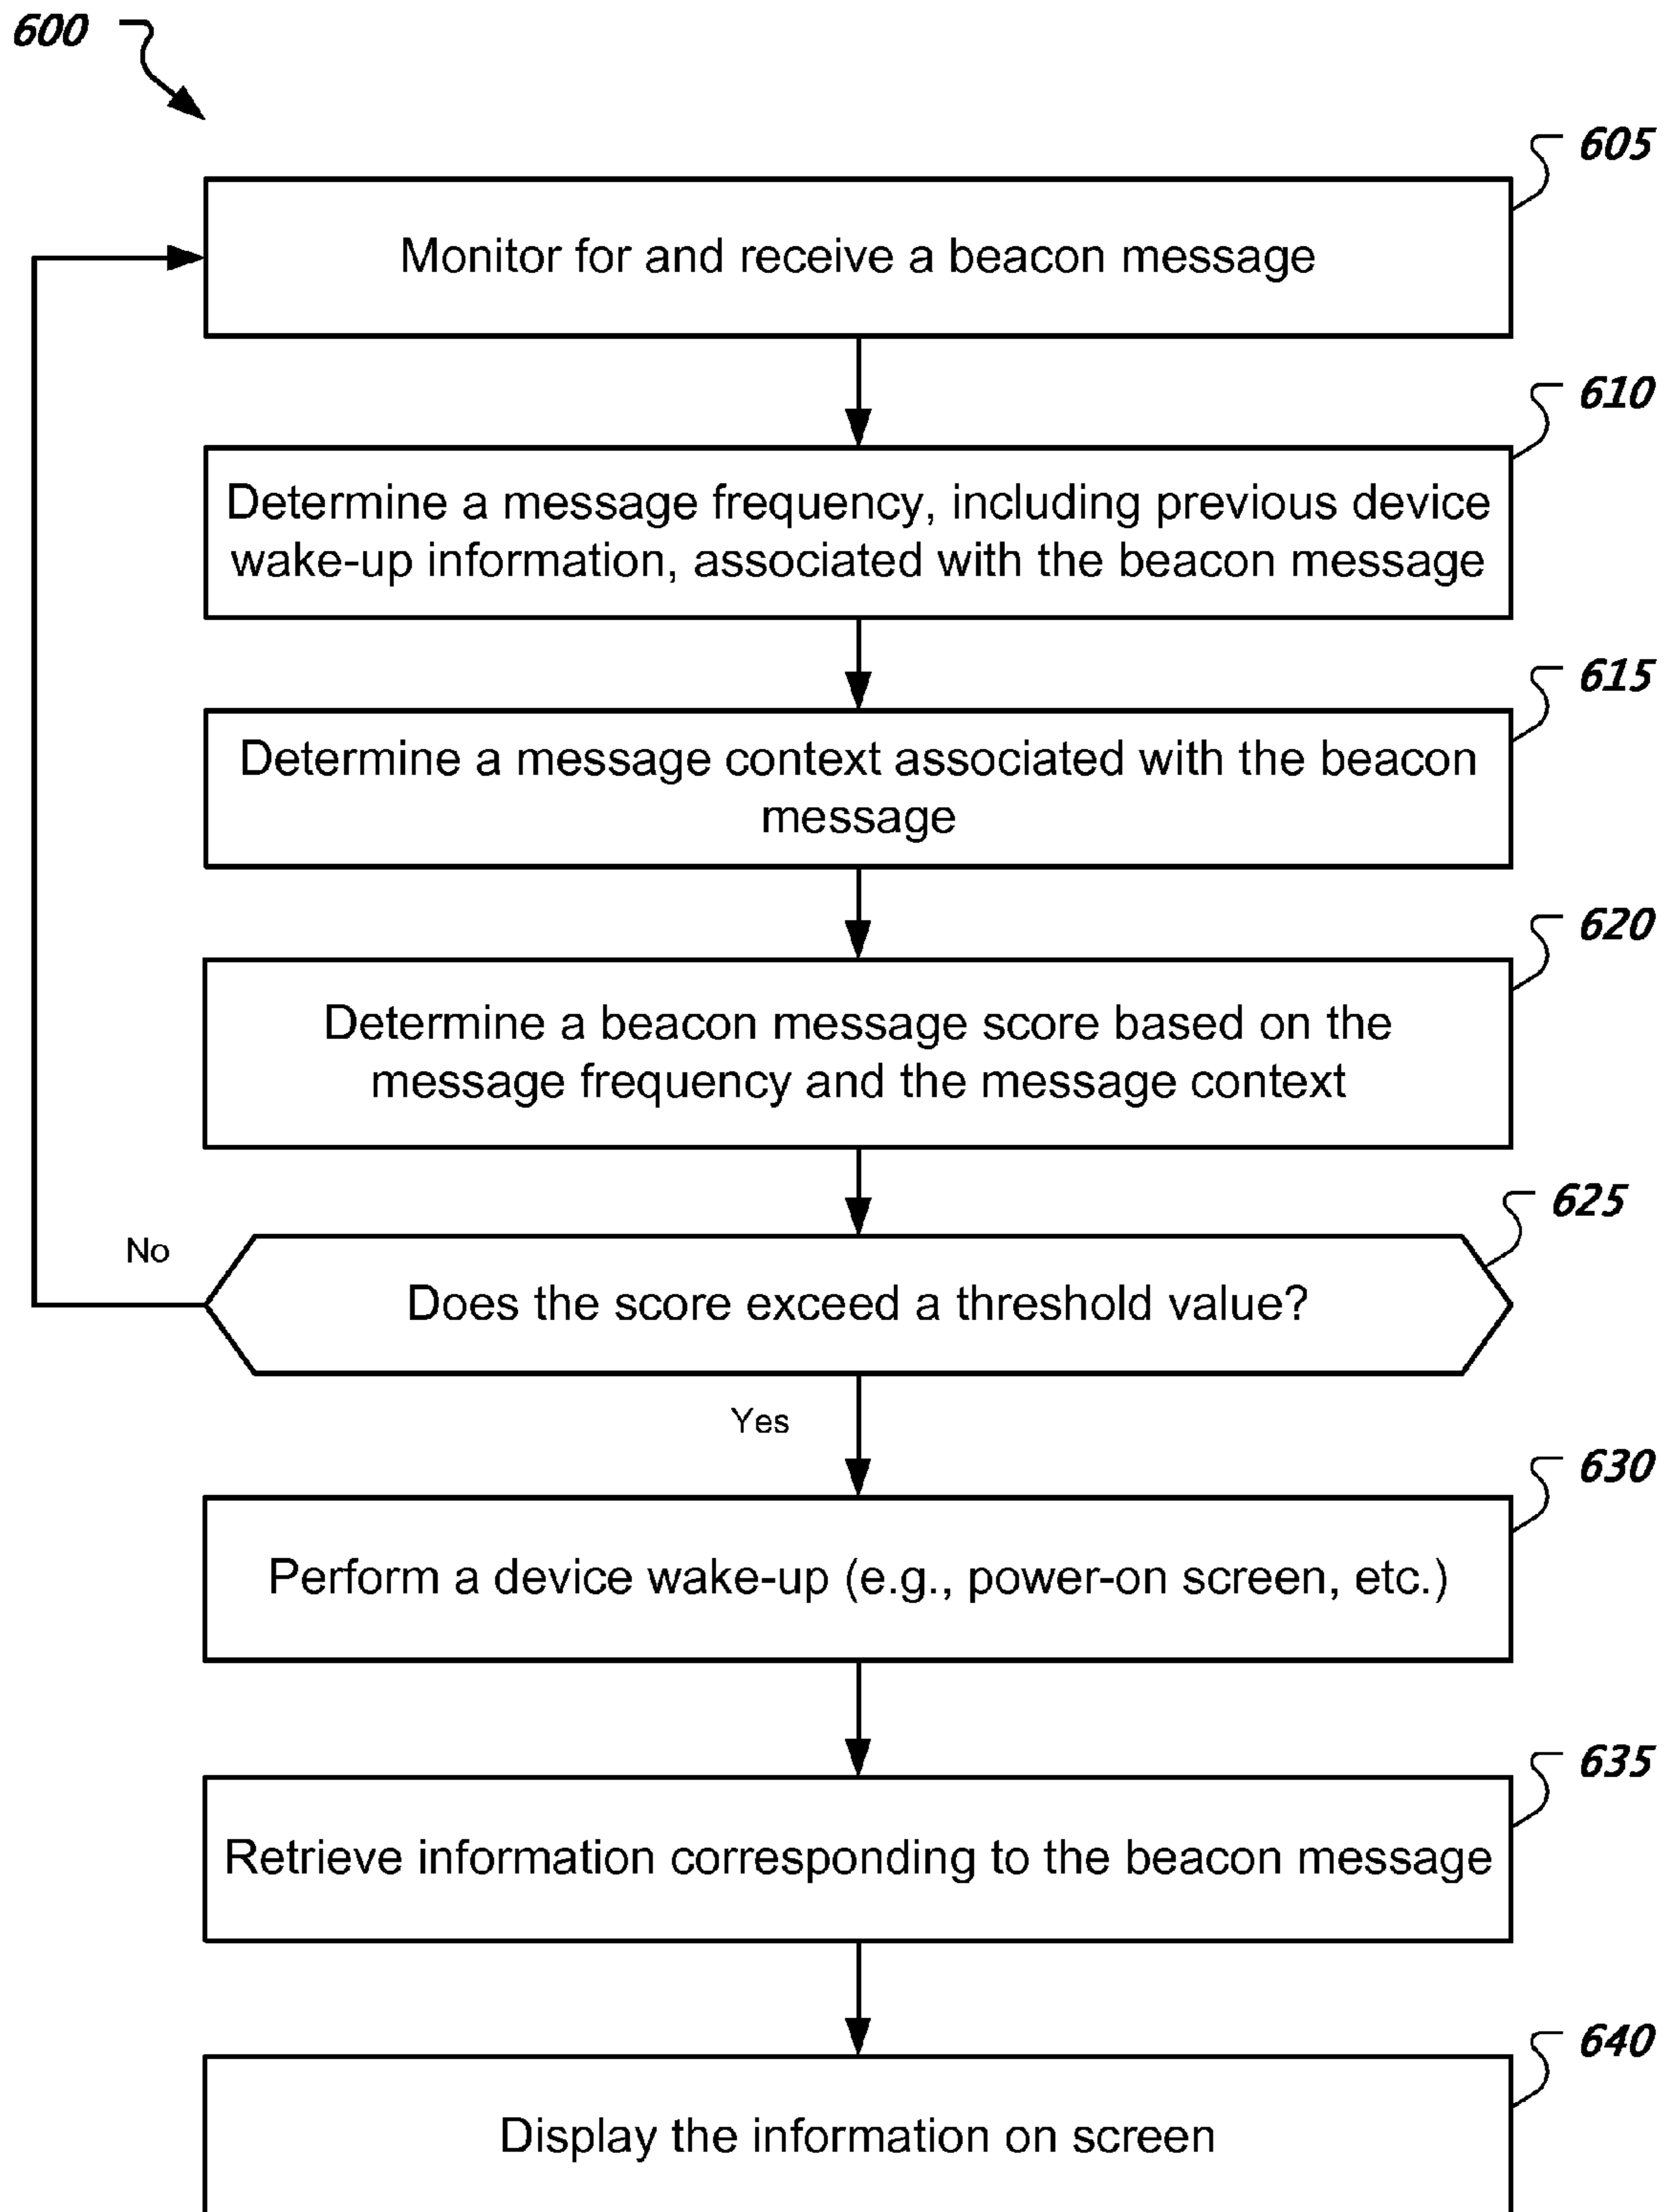 600
605
Monitor for and receive a beacon message
610
Determine a message frequency, including previous device
wake-up information, associated with the beacon message
615
Determine a message context associated with the beacon
message
620
Determine a beacon message score based on the
message frequency and the message context
625
No
Does the score exceed a threshold value?
Yes
630
Perform a device wake-up (e.g., power-on screen, etc.)
635
Retrieve information corresponding to the beacon message
640
Display the information on screen